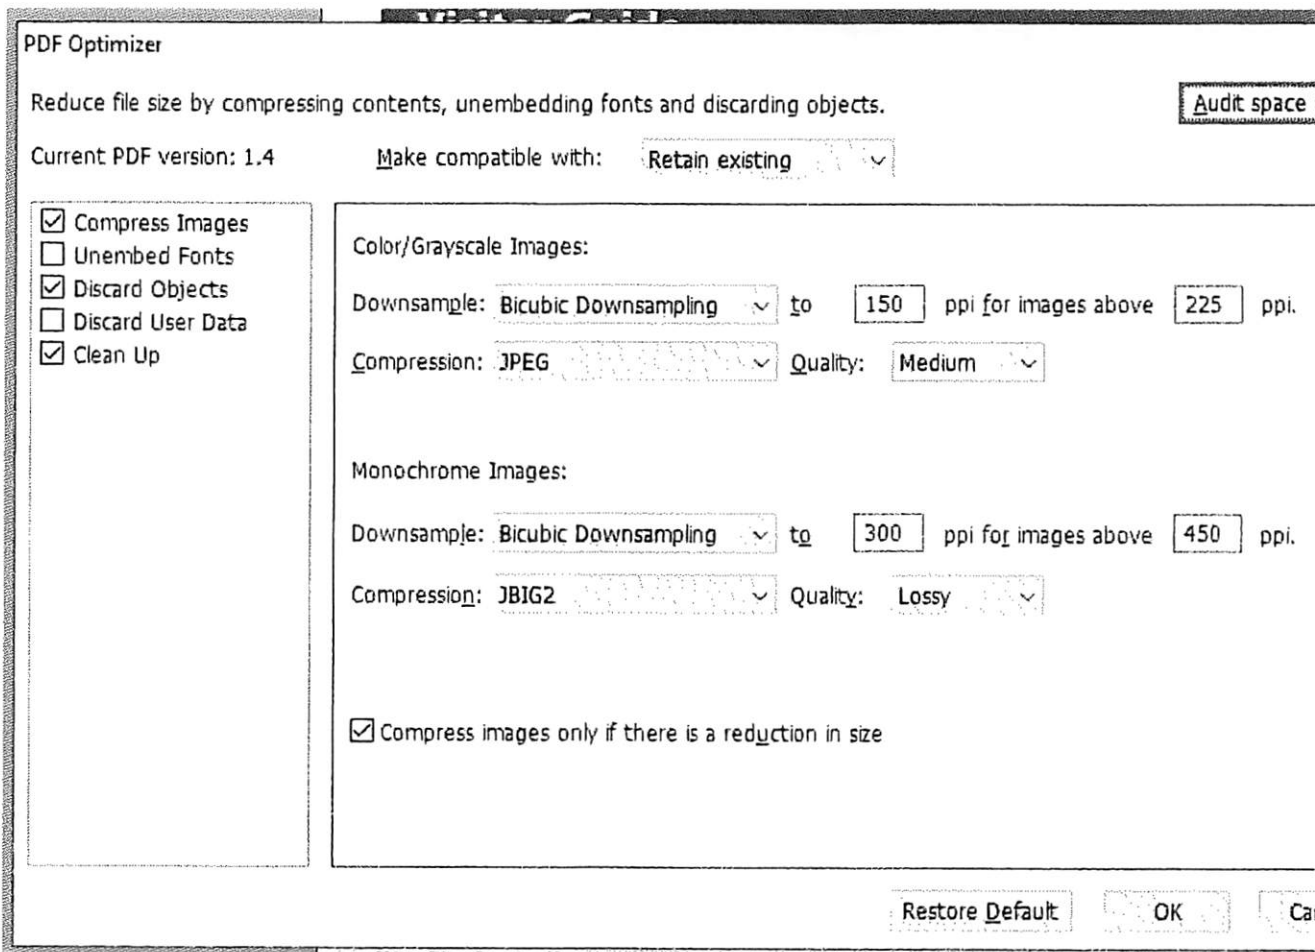 Visitor Guide
PDF Optimizer
Reduce file size by compressing contents, unembedding fonts and discarding objects.
Audit space
Current PDF version: 1.4 Make compatible with: Retain existing
Compress Images
Unembed Fonts
Discard Objects
Discard User Data
Clean Up
Color/Grayscale Images:
Downsample: Bicubic Downsampling to 150 ppi for images above 225 ppi.
Compression: JPEG Quality: Medium
Monochrome Images:
Downsample: Bicubic Downsampling to 300 ppi for images above 450 ppi.
Compression: JBIG2 Quality: Lossy
Compress images only if there is a reduction in size
Restore Default OK Ca